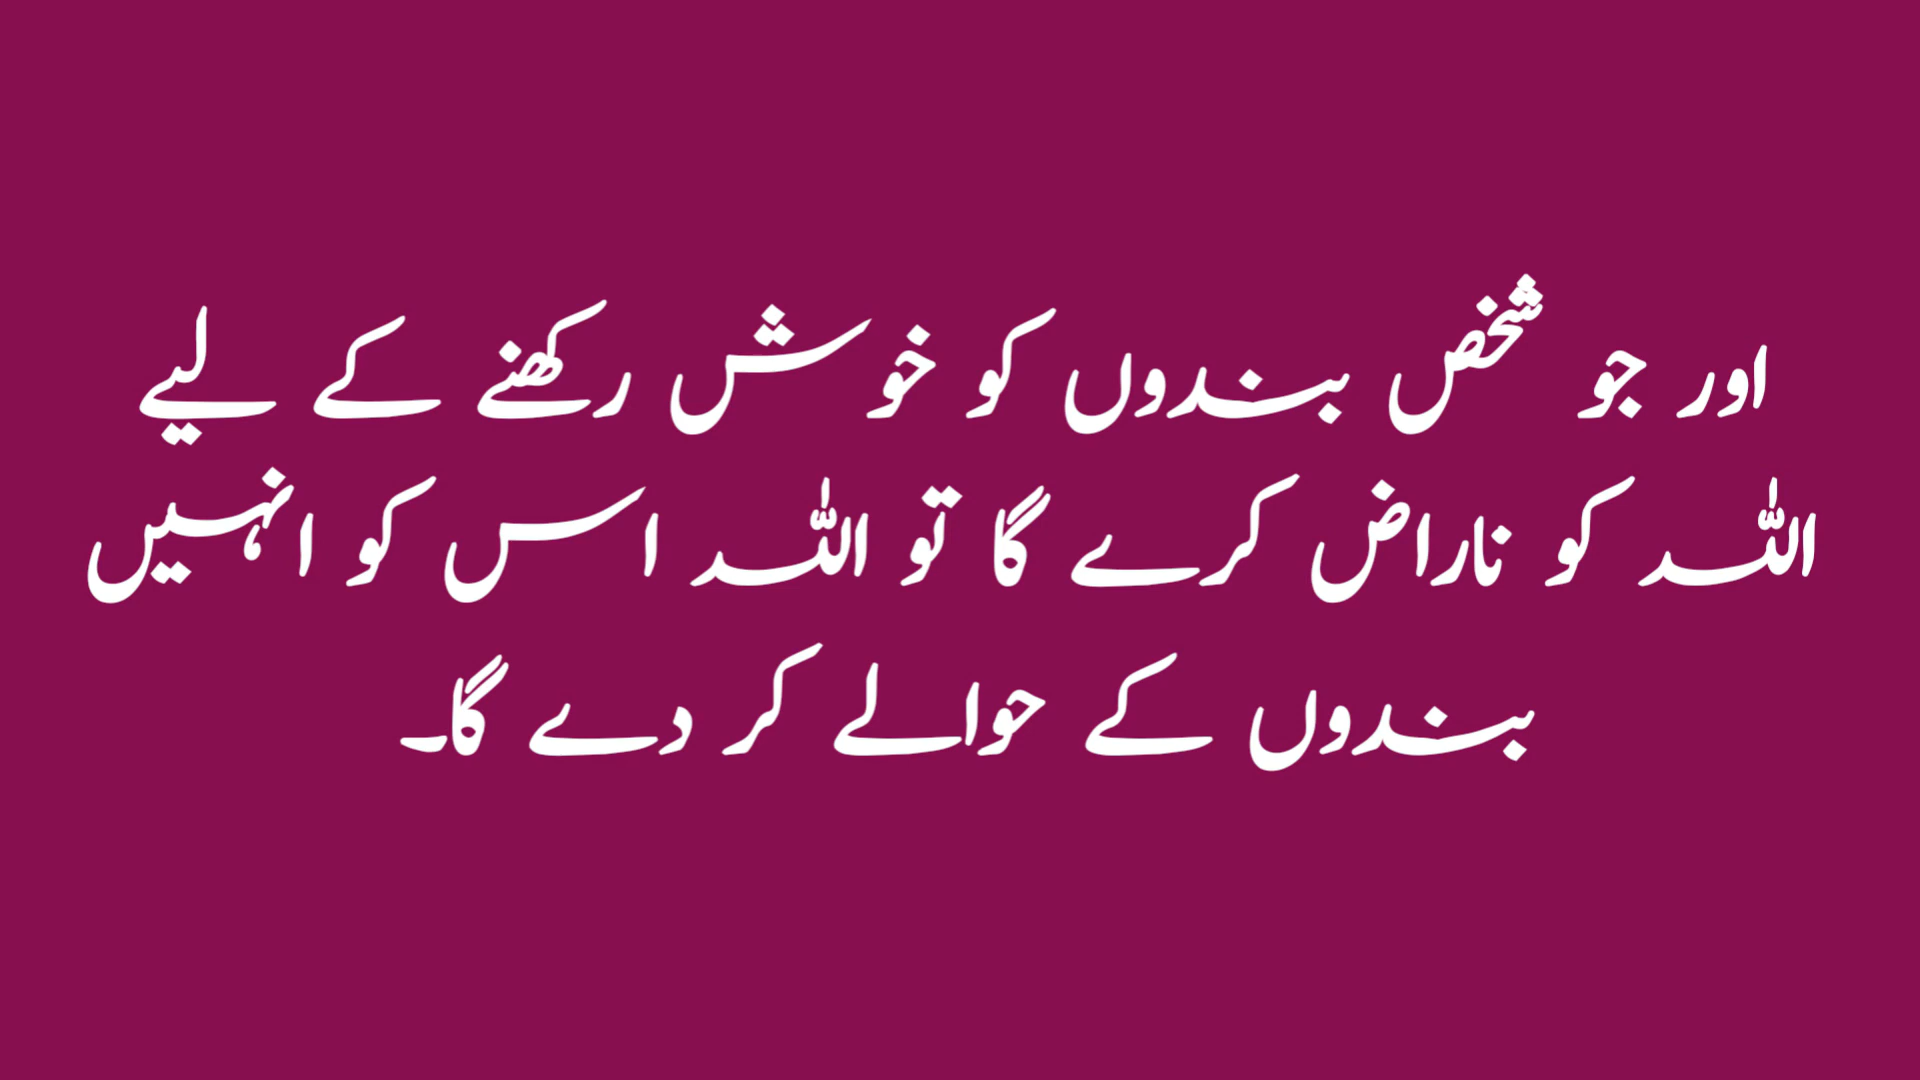 اور جو شخص بندوں کو خوش رکھنے کے لیے
اللہ کو ناراض کرے گا تو اللہ اس کو انہیں
بندوں کے حوالے کر دے گا۔